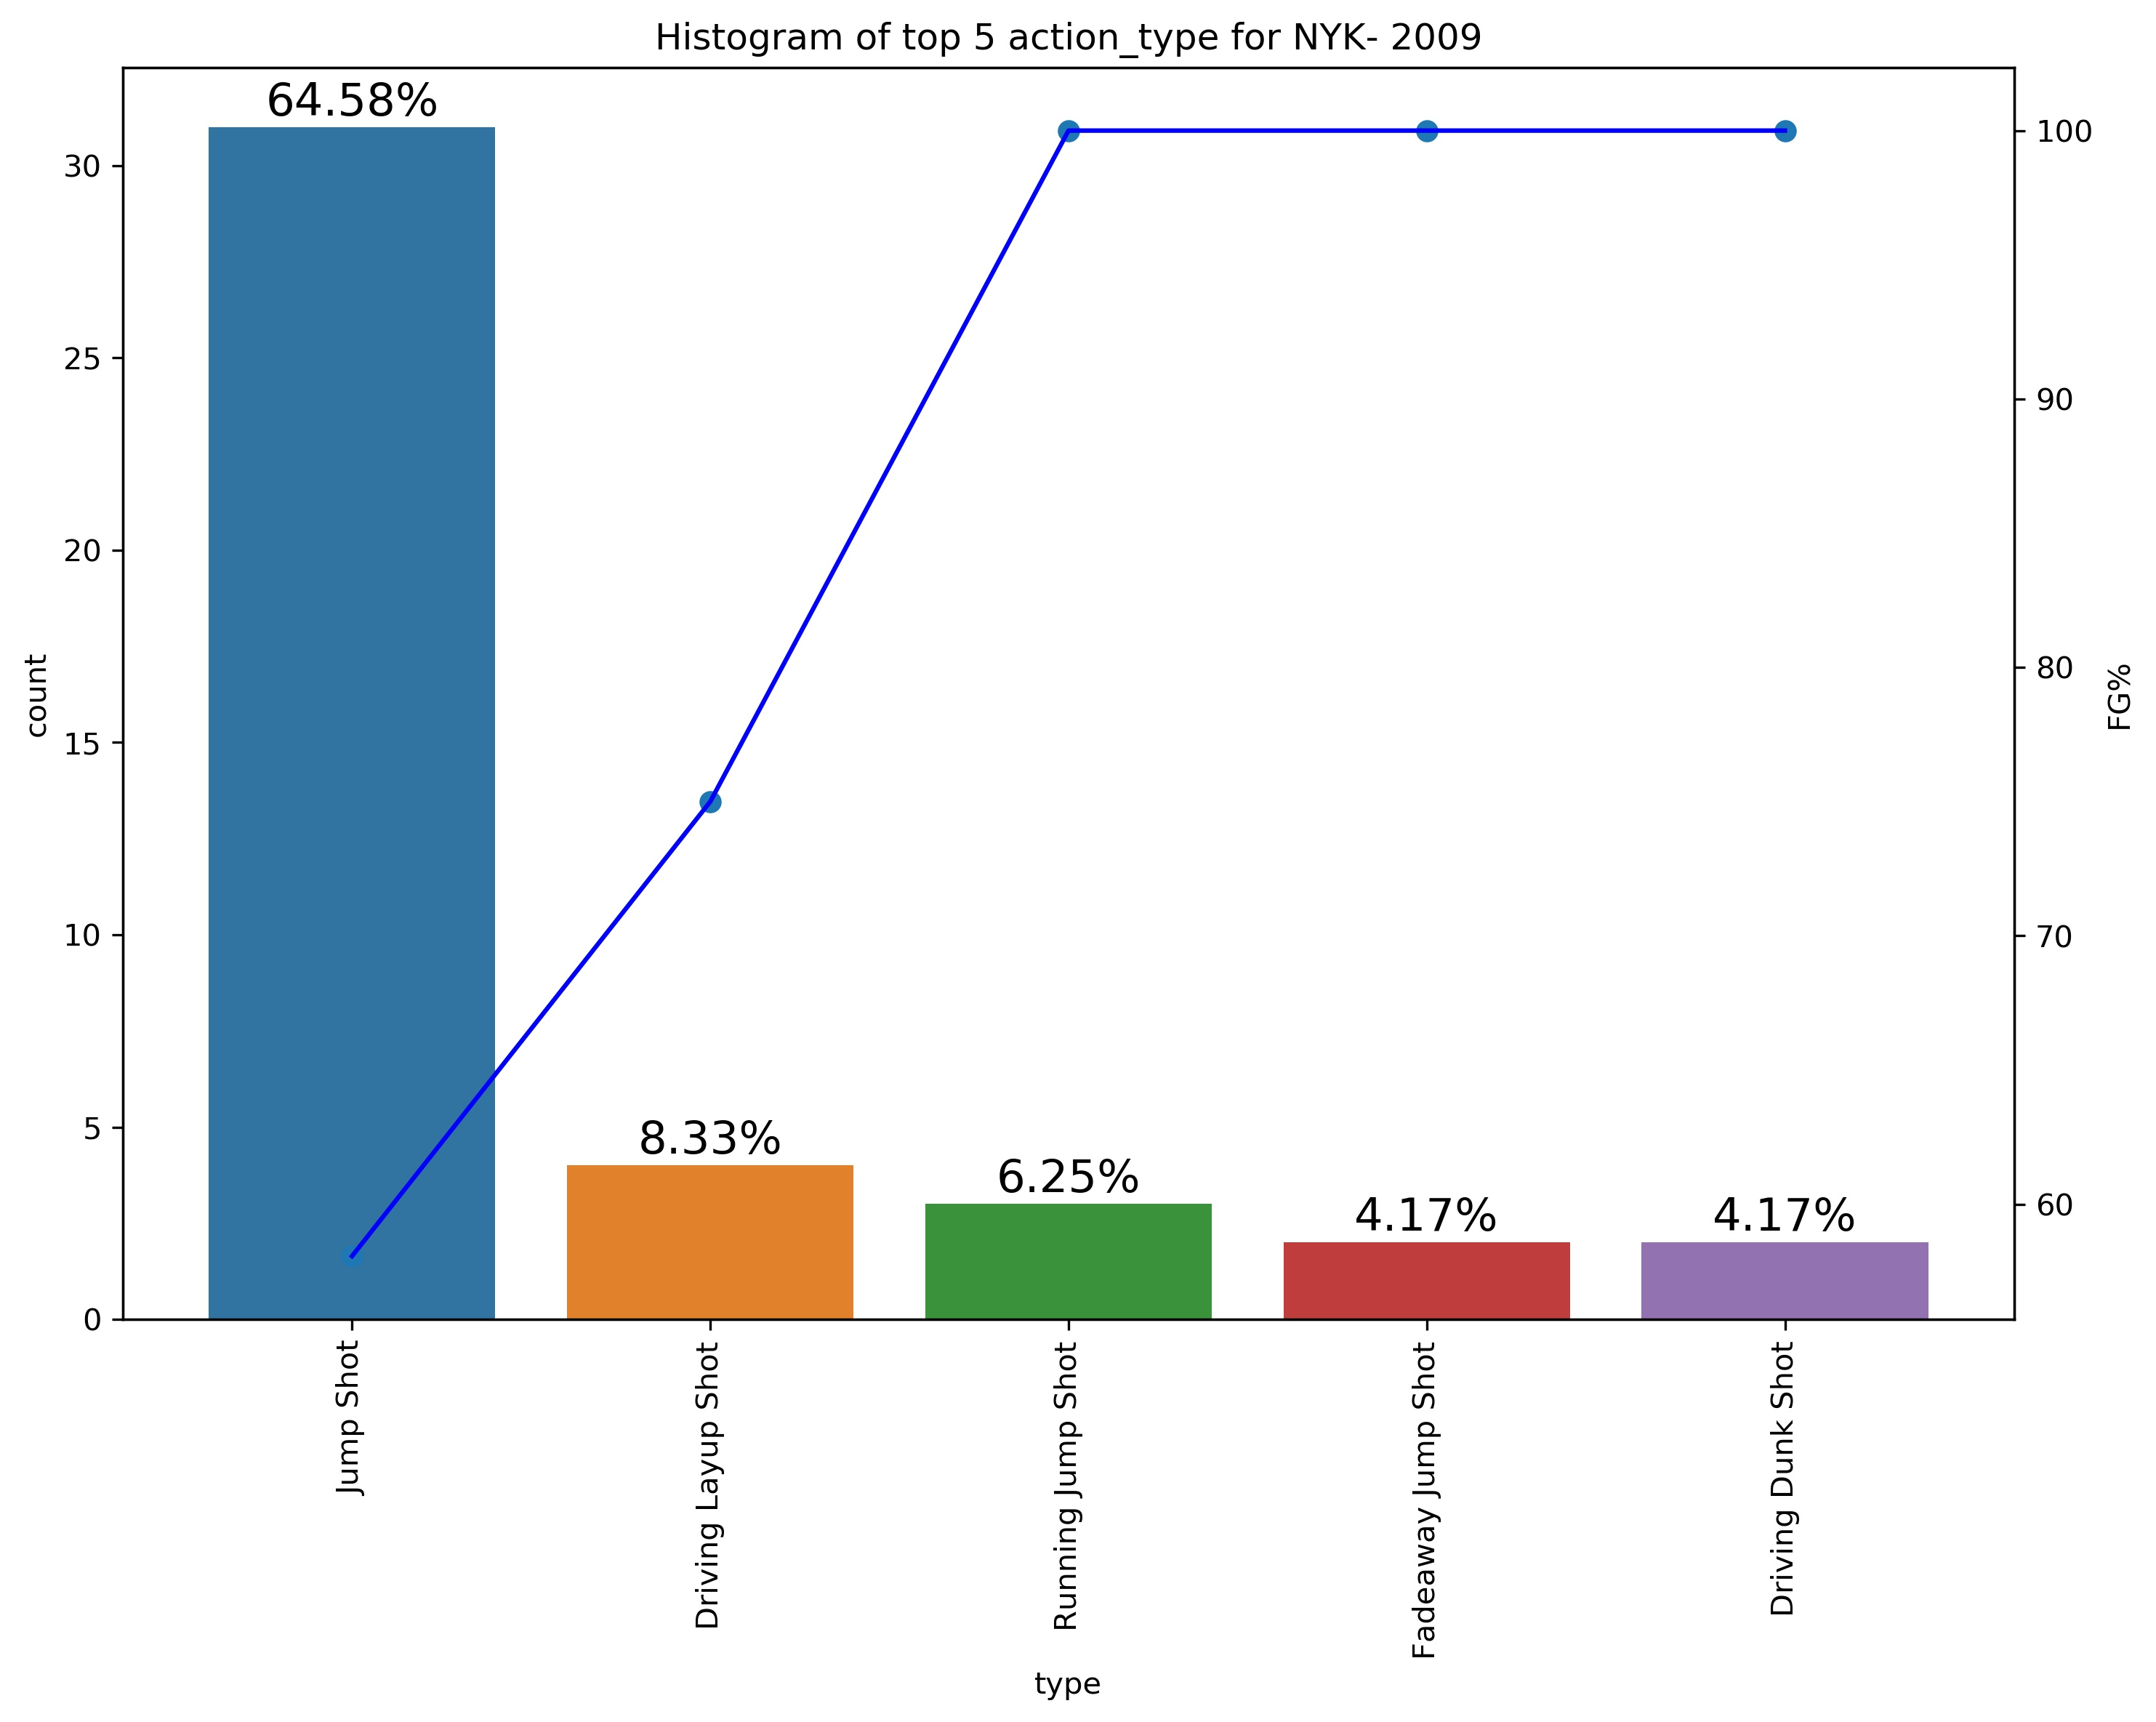 Histogram of top 5 action_type for NYK- 2009
64.58%
8.33%
6.25%
4.17%
4.17%
30
25
20
15
10
5
0
count
100
90
80
70
60
FG%
Jump Shot
Driving Layup Shot
Running Jump Shot
Fadeaway Jump Shot
Driving Dunk Shot
type